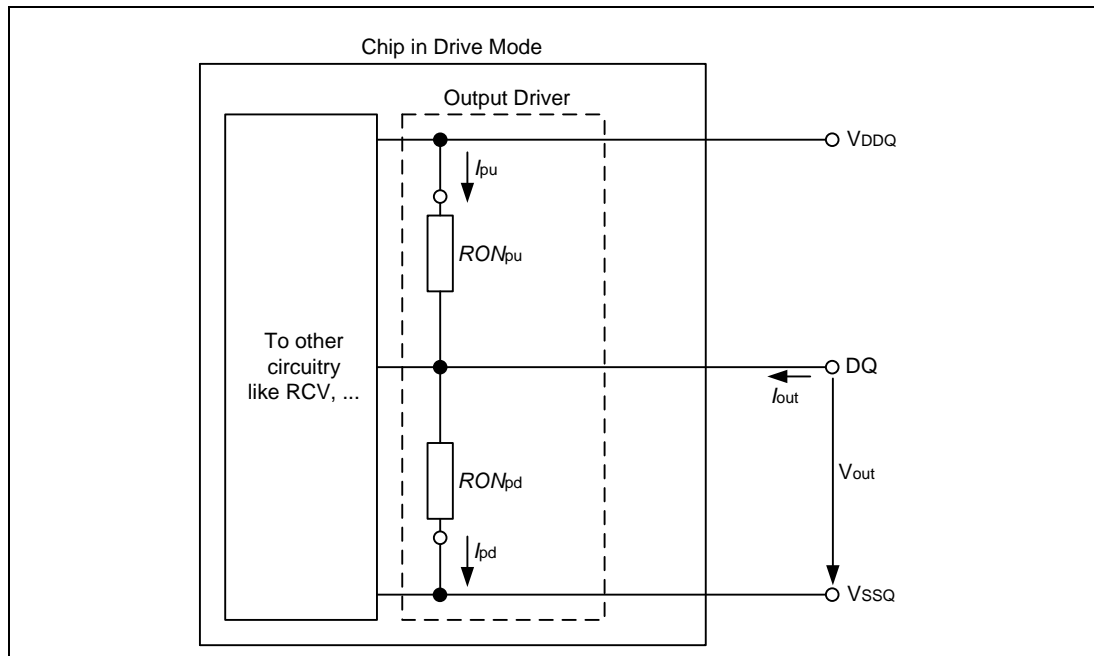 Chip in Drive Mode
Output Driver
VDDQ
Ipu
RONpu
To other
circuitry
like RCV, ...
DQ
Iout
RONpd
Vout
Ipd
VSSQ